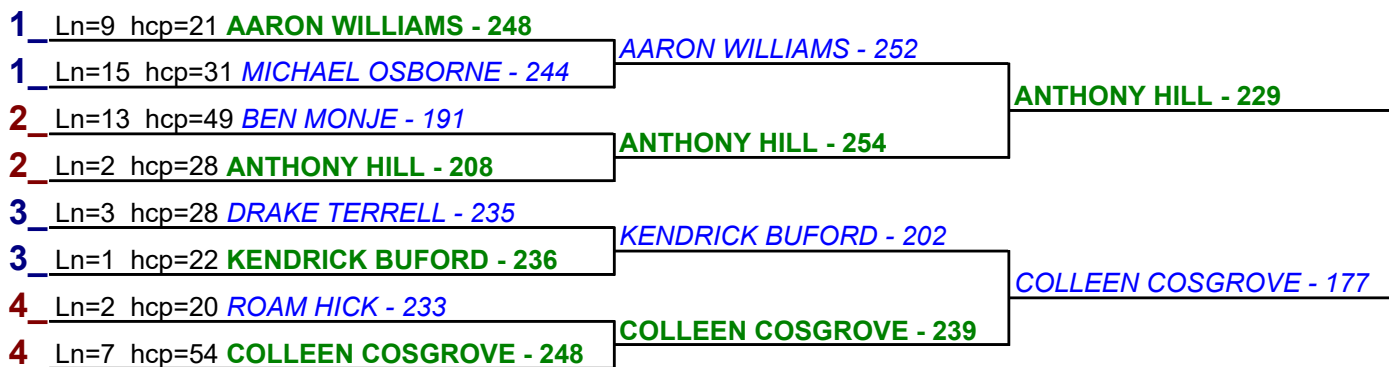 1_ Ln=9 hcp=21 AARON WILLIAMS - 248
AARON WILLIAMS - 252
1_ Ln=15 hcp=31 MICHAEL OSBORNE - 244
ANTHONY HILL - 229
2_ Ln=13 hcp=49 BEN MONJE - 191
ANTHONY HILL - 254
2_ Ln=2 hcp=28 ANTHONY HILL - 208
3_ Ln=3 hcp=28 DRAKE TERRELL - 235
KENDRICK BUFORD - 202
3_ Ln=1 hcp=22 KENDRICK BUFORD - 236
COLLEEN COSGROVE - 177
4_ Ln=2 hcp=20 ROAM HICK - 233
COLLEEN COSGROVE - 239
4 Ln=7 hcp=54 COLLEEN COSGROVE - 248